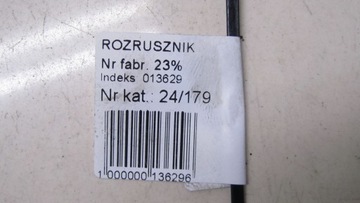 ROZRUSZNIK
Nr fabr. 23%
Indeks 013629
Nr kat.: 24/179
1 000000 136296